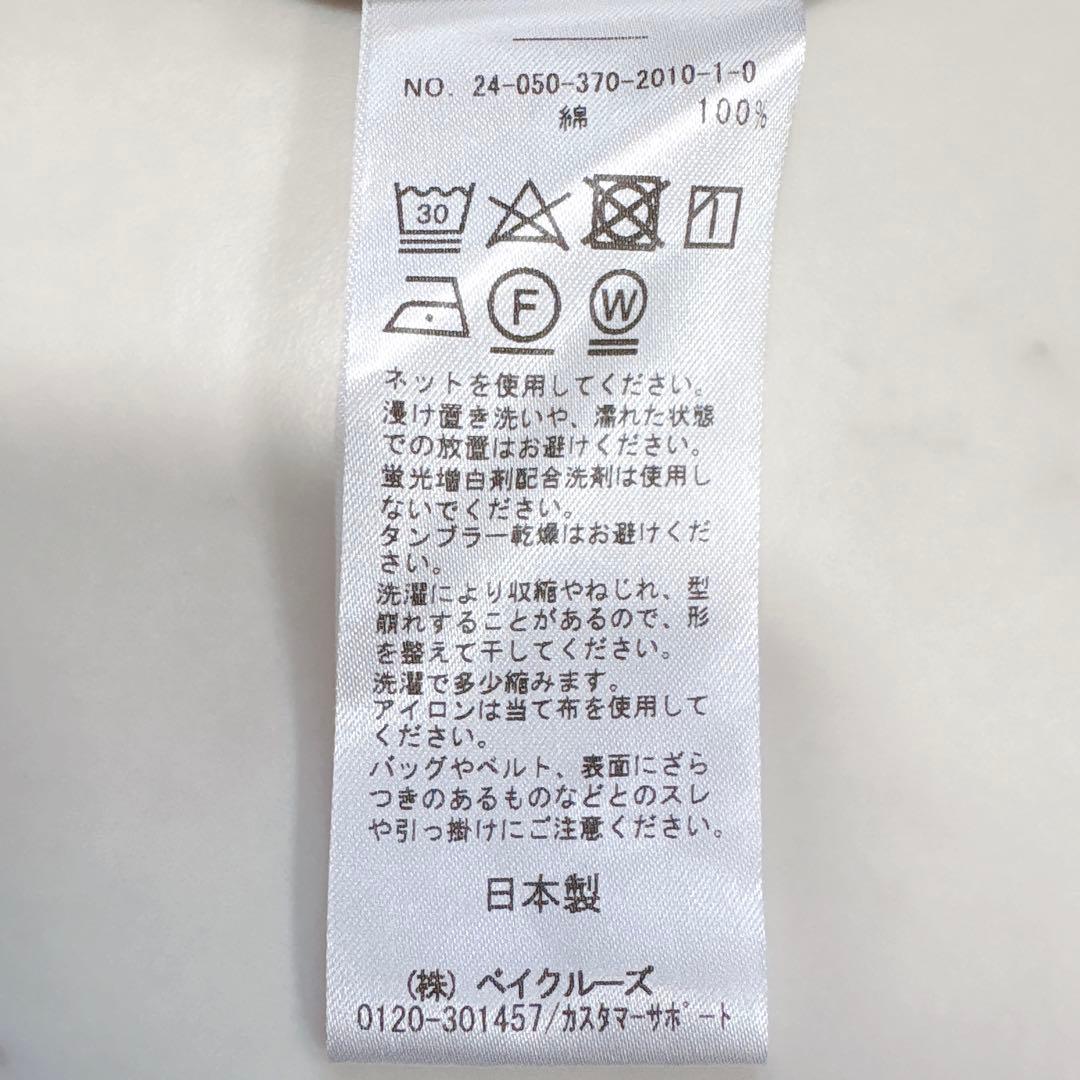 NO. 24-050-370-2010-1-0
綿 100%
30
F W
ネットを使用してください。
浸け置き洗いや、濡れた状態
での放置はお避けください。
蛍光増白剤配合洗剤は使用し
ないでください。
タンブラー乾燥はお避けくだ
さい。
洗濯により収縮やねじれ、型
崩れすることがあるので、形
を整えて干してください。
洗濯で多少縮みます。
アイロンは当て布を使用して
ください。
バッグやベルト、表面にざら
つきのあるものなどとのスレ
や引っ掛けにご注意ください。
日本製
(株) ベイクルーズ
0120-301457/カスタマーサポート